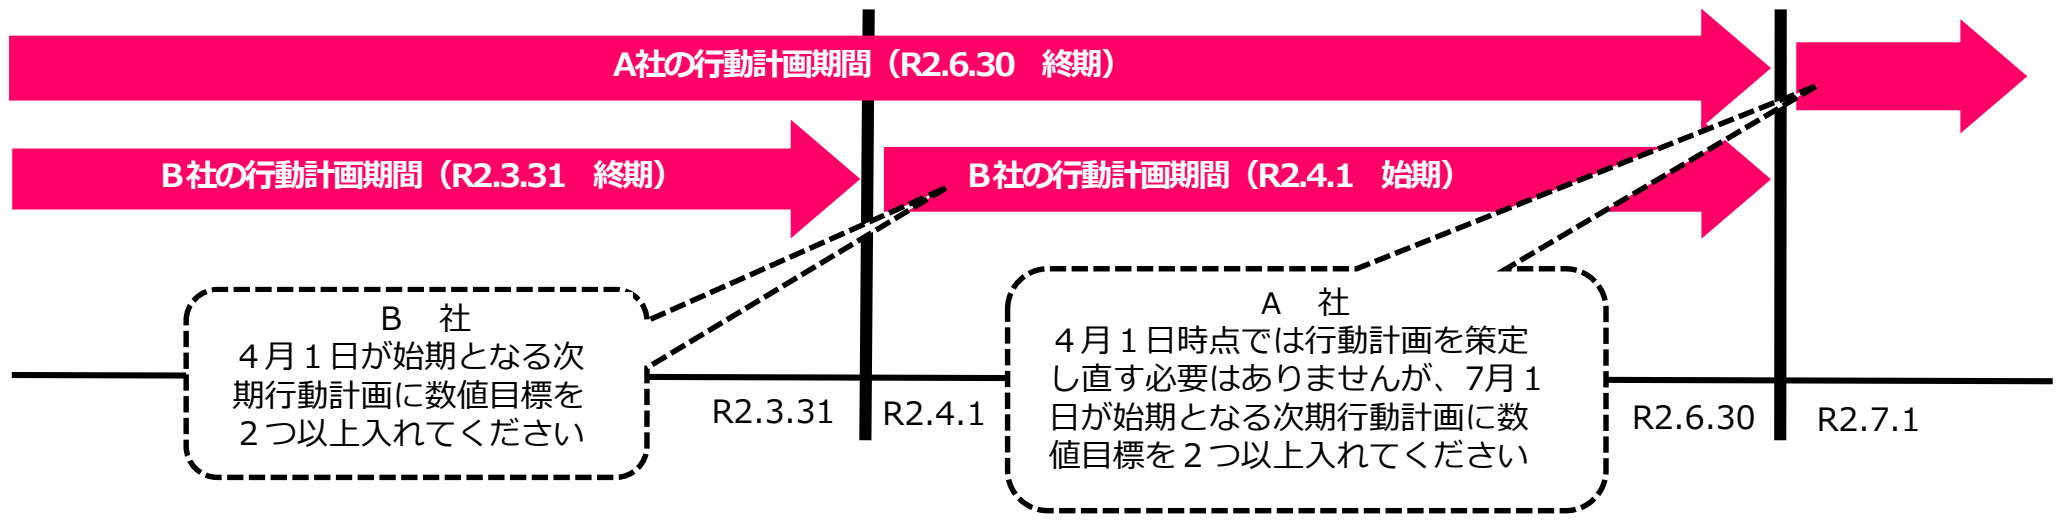 A社の行動計画期間（R2.6.30　終期）
B社の行動計画期間（R2.3.31　終期）
B社の行動計画期間（R2.4.1　始期）
B　社
４月１日が始期となる次
期行動計画に数値目標を
２つ以上入れてください
A　社
４月１日時点では行動計画を策定
し直す必要はありませんが、7月１
日が始期となる次期行動計画に数
値目標を２つ以上入れてください
R2.3.31
R2.4.1
R2.6.30
R2.7.1